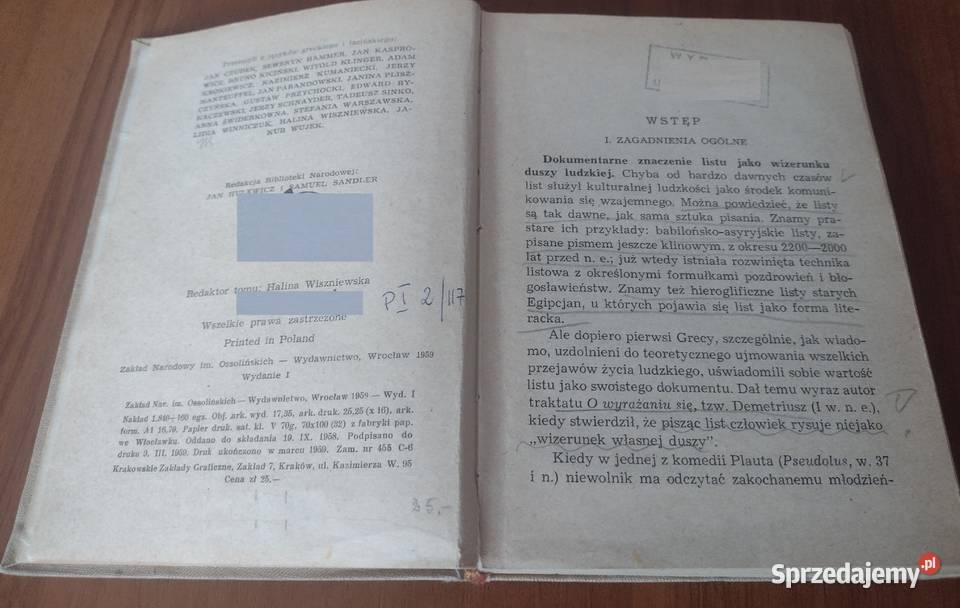 Przełożyli z języków greckiego i łacińskiego:
JAN CZUBEK, SEWERYN HAMMER, JAN KASPRO-
WICZ, BRUNO KICIŃSKI, WITOLD KLINGER, ADAM
KROKIEWICZ, KAZIMIERZ KUMANIECKI, JERZY
MANTEUFFEL, JAN PARANDOWSKI, JANINA PLISZ-
CZYŃSKA, GUSTAW PRZYCHOCKI, EDWARD RY-
KACZEWSKI, JERZY SCHNAYDER, TADEUSZ SINKO,
ANNA ŚWIDERKÓWNA, STEFANIA WARSZAWSKA,
LIDIA WINNICZUK, HALINA WISZNIEWSKA, JA-
KUB WUJEK.
Redakcja Biblioteki Narodowej:
JAN HULEWICZ i SAMUEL SANDLER
Redaktor tomu: Halina Wiszniewska
P I 2/117
Wszelkie prawa zastrzeżone
Printed in Poland
Zakład Narodowy im. Ossolińskich — Wydawnictwo, Wrocław 1959
Wydanie I
Zakład Nar. im. Ossolińskich—Wydawnictwo, Wrocław 1959 — Wyd. I
Nakład 1.840+160 egz. Obj. ark. wyd. 17,35, ark. druk. 25,25 (x 16), ark.
form. A1 16,79. Papier druk. sat. kl. V 70g, 70x100 (32) z fabryki pap.
we Włocławku. Oddano do składania 19. IX. 1958. Podpisano do
druku 9. III. 1959. Druk ukończono w marcu 1959. Zam. nr 455 C-6
Krakowskie Zakłady Graficzne, Zakład 7, Kraków, ul. Kazimierza W. 95
Cena zł 25.—
35,-
WSTĘP
I. ZAGADNIENIA OGÓLNE
Dokumentarne znaczenie listu jako wizerunku
duszy ludzkiej. Chyba od hardzo dawnych czasów
list służył kulturalnej ludzkości jako środek komuni-
kowania się wzajemnego. Można powiedzieć, że listy
są tak dawne, jak sama sztuka pisania. Znamy pra-
stare ich przykłady: babilońsko-asyryjskie listy, za-
pisane pismem jeszcze klinowym, z okresu 2200—2000
lat przed n. e.; już wtedy istniała rozwinięta technika
listowa z określonymi formułkami pozdrowień i bło-
gosławieństw. Znamy też hieroglificzne listy starych
Egipcjan, u których pojawia się list jako forma lite-
racka.
Ale dopiero pierwsi Grecy, szczególnie, jak wiado-
mo, uzdolnieni do teoretycznego ujmowania wszelkich
przejawów życia ludzkiego, uświadomili sobie wartość
listu jako swoistego dokumentu. Dał temu wyraz autor
traktatu O wyrażaniu się, tzw. Demetriusz (I w. n. e.),
kiedy stwierdził, że pisząc list człowiek rysuje niejako
„wizerunek własnej duszy".
Kiedy w jednej z komedii Plauta (Pseudolus, w. 37
i n.) niewolnik ma odczytać zakochanemu młodzień-
Sprzedajemy.pl